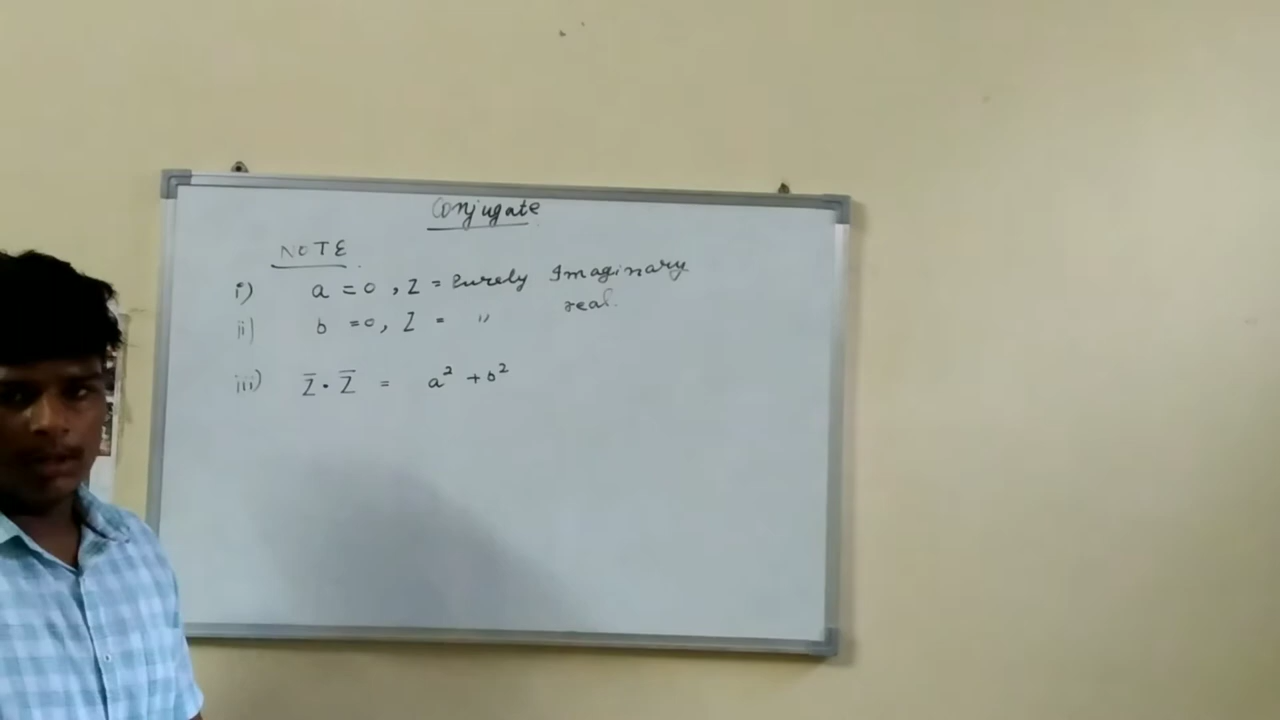 Conjugate
NOTE
i) a = 0, Z = Purely Imaginary
ii) b = 0, Z = " real.
iii) Z̅ · Z̅ = a² + b²